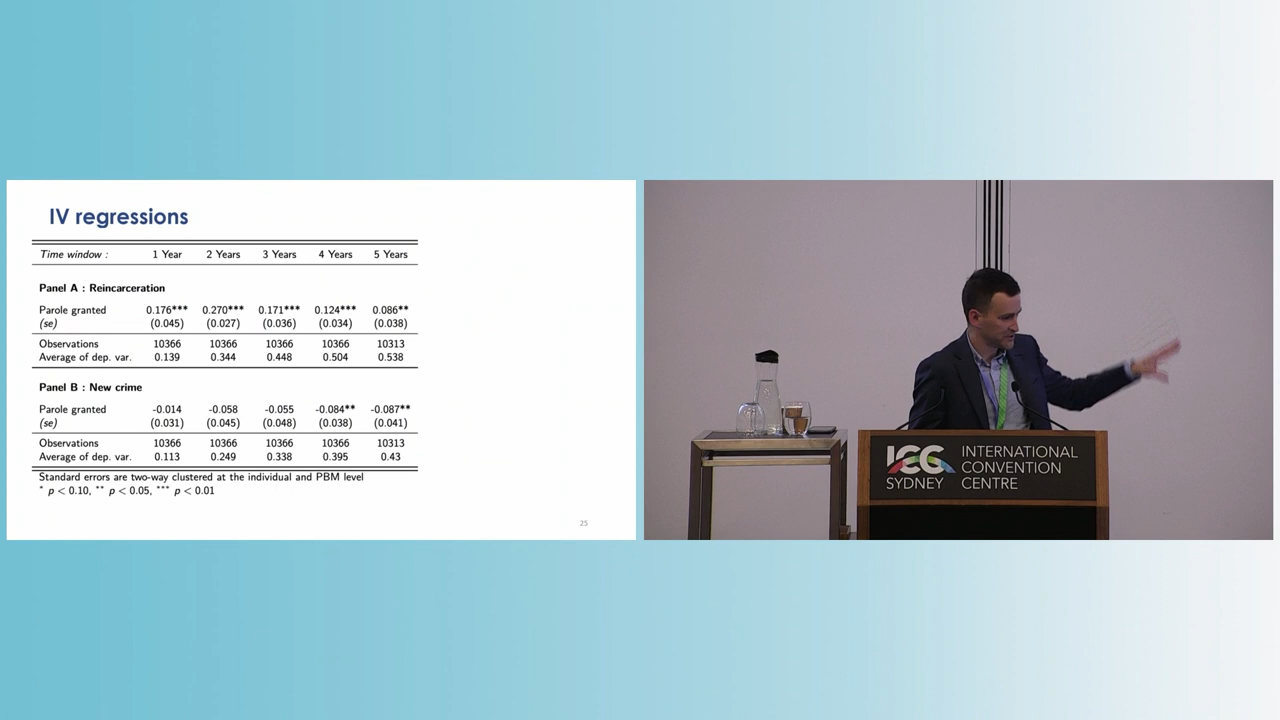 IV regressions
Time window : 1 Year 2 Years 3 Years 4 Years 5 Years
Panel A : Reincarceration
Parole granted 0.176*** 0.270*** 0.171*** 0.124*** 0.086**
(se) (0.045) (0.027) (0.036) (0.034) (0.038)
Observations 10366 10366 10366 10366 10313
Average of dep. var. 0.139 0.344 0.448 0.504 0.538
Panel B : New crime
Parole granted -0.014 -0.058 -0.055 -0.084** -0.087**
(se) (0.031) (0.045) (0.048) (0.038) (0.041)
Observations 10366 10366 10366 10366 10313
Average of dep. var. 0.113 0.249 0.338 0.395 0.43
Standard errors are two-way clustered at the individual and PBM level
* p < 0.10, ** p < 0.05, *** p < 0.01
25
ICC
SYDNEY
INTERNATIONAL
CONVENTION
CENTRE